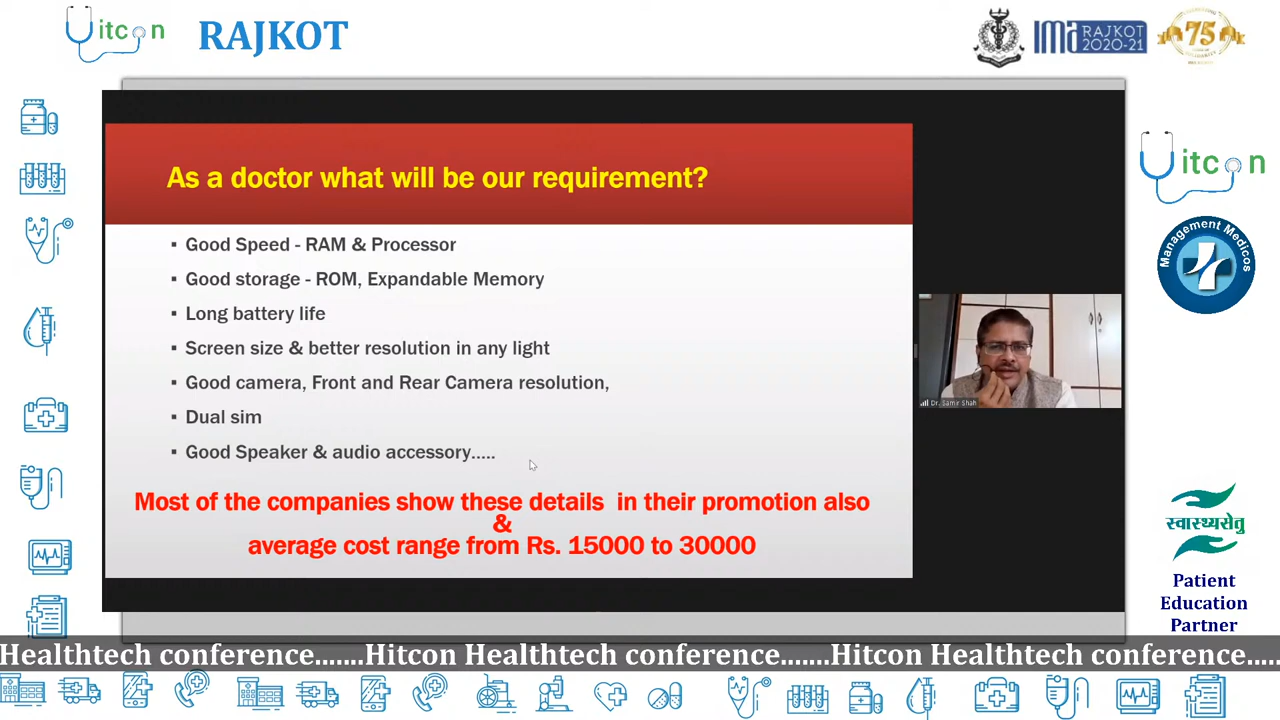 itcon
RAJKOT
ima RAJKOT
2020-21
75
As a doctor what will be our requirement?
▪ Good Speed - RAM & Processor
▪ Good storage - ROM, Expandable Memory
▪ Long battery life
▪ Screen size & better resolution in any light
▪ Good camera, Front and Rear Camera resolution,
▪ Dual sim
▪ Good Speaker & audio accessory.....
Most of the companies show these details in their promotion also
&
average cost range from Rs. 15000 to 30000
Dr. Samir Shah
itcon
Management Medicos
स्वास्थ्यसेतु
Patient
Education
Partner
Healthtech conference.......Hitcon Healthtech conference.......Hitcon Healthtech conference.....